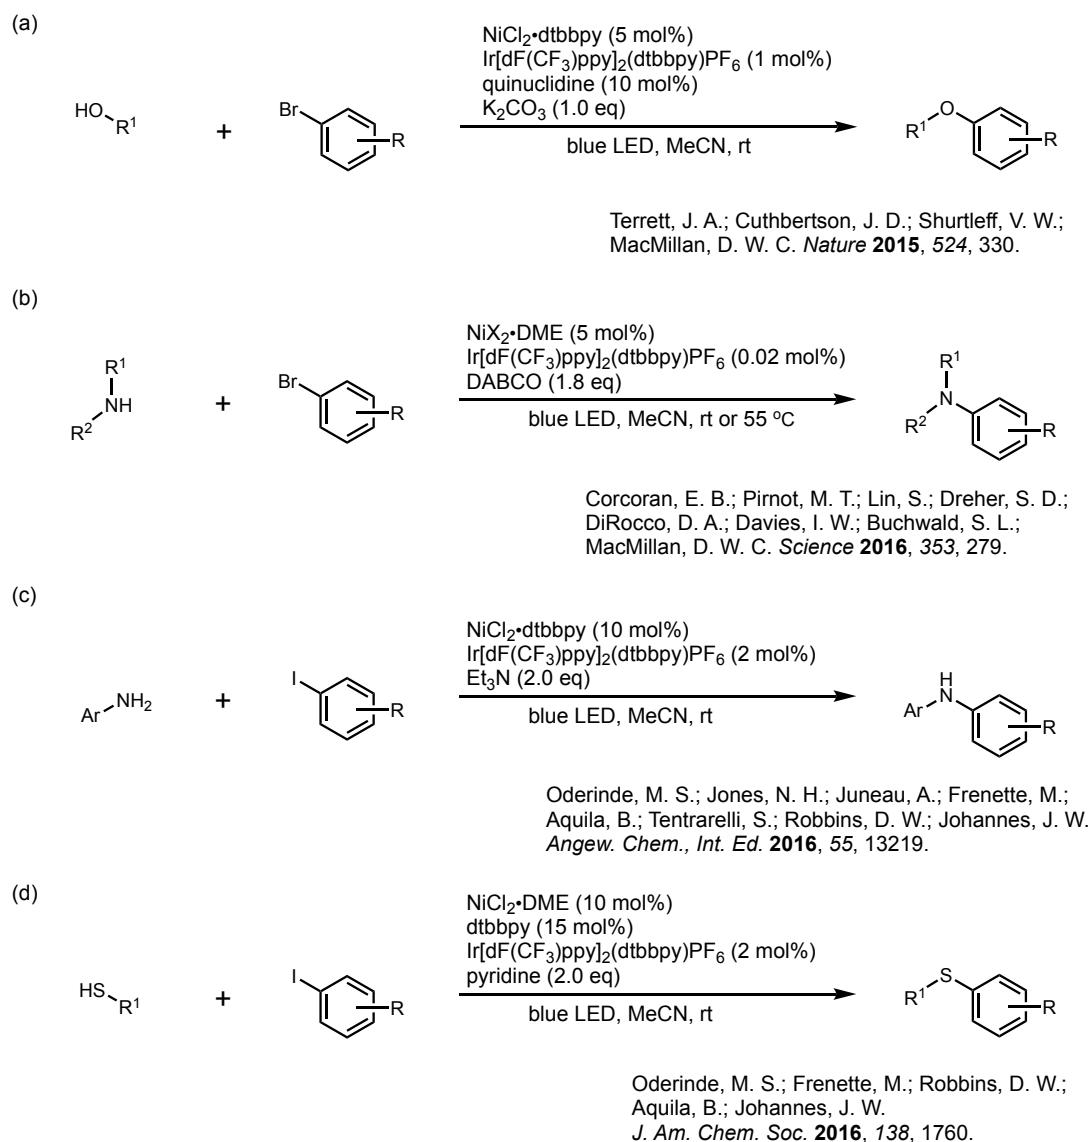 (a)
NiCl2•dtbbpy (5 mol%)
Ir[dF(CF3)ppy]2(dtbbpy)PF6 (1 mol%)
quinuclidine (10 mol%)
K2CO3 (1.0 eq)
HO
R1
+
Br
R
blue LED, MeCN, rt
R1
O
R
Terrett, J. A.; Cuthbertson, J. D.; Shurtleff, V. W.;
MacMillan, D. W. C. Nature 2015, 524, 330.
(b)
NiX2•DME (5 mol%)
Ir[dF(CF3)ppy]2(dtbbpy)PF6 (0.02 mol%)
DABCO (1.8 eq)
R1
NH
R2
+
Br
R
blue LED, MeCN, rt or 55 ºC
R1
N
R2
R
Corcoran, E. B.; Pirnot, M. T.; Lin, S.; Dreher, S. D.;
DiRocco, D. A.; Davies, I. W.; Buchwald, S. L.;
MacMillan, D. W. C. Science 2016, 353, 279.
(c)
NiCl2•dtbbpy (10 mol%)
Ir[dF(CF3)ppy]2(dtbbpy)PF6 (2 mol%)
Et3N (2.0 eq)
Ar
NH2
+
I
R
blue LED, MeCN, rt
Ar
H
N
R
Oderinde, M. S.; Jones, N. H.; Juneau, A.; Frenette, M.;
Aquila, B.; Tentrarelli, S.; Robbins, D. W.; Johannes, J. W.
Angew. Chem., Int. Ed. 2016, 55, 13219.
(d)
NiCl2•DME (10 mol%)
dtbbpy (15 mol%)
Ir[dF(CF3)ppy]2(dtbbpy)PF6 (2 mol%)
pyridine (2.0 eq)
HS
R1
+
I
R
blue LED, MeCN, rt
R1
S
R
Oderinde, M. S.; Frenette, M.; Robbins, D. W.;
Aquila, B.; Johannes, J. W.
J. Am. Chem. Soc. 2016, 138, 1760.